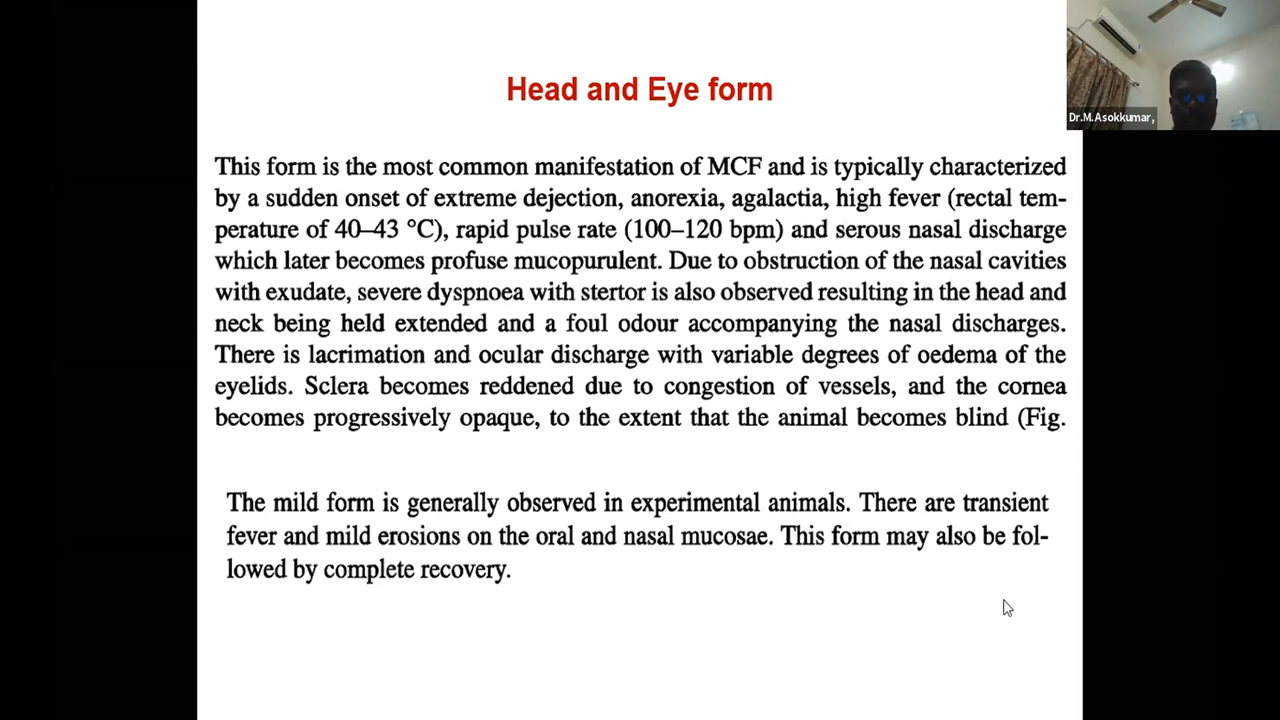 Head and Eye form
Dr.M.Asokkumar,
This form is the most common manifestation of MCF and is typically characterized
by a sudden onset of extreme dejection, anorexia, agalactia, high fever (rectal tem-
perature of 40–43 °C), rapid pulse rate (100–120 bpm) and serous nasal discharge
which later becomes profuse mucopurulent. Due to obstruction of the nasal cavities
with exudate, severe dyspnoea with stertor is also observed resulting in the head and
neck being held extended and a foul odour accompanying the nasal discharges.
There is lacrimation and ocular discharge with variable degrees of oedema of the
eyelids. Sclera becomes reddened due to congestion of vessels, and the cornea
becomes progressively opaque, to the extent that the animal becomes blind (Fig.
The mild form is generally observed in experimental animals. There are transient
fever and mild erosions on the oral and nasal mucosae. This form may also be fol-
lowed by complete recovery.